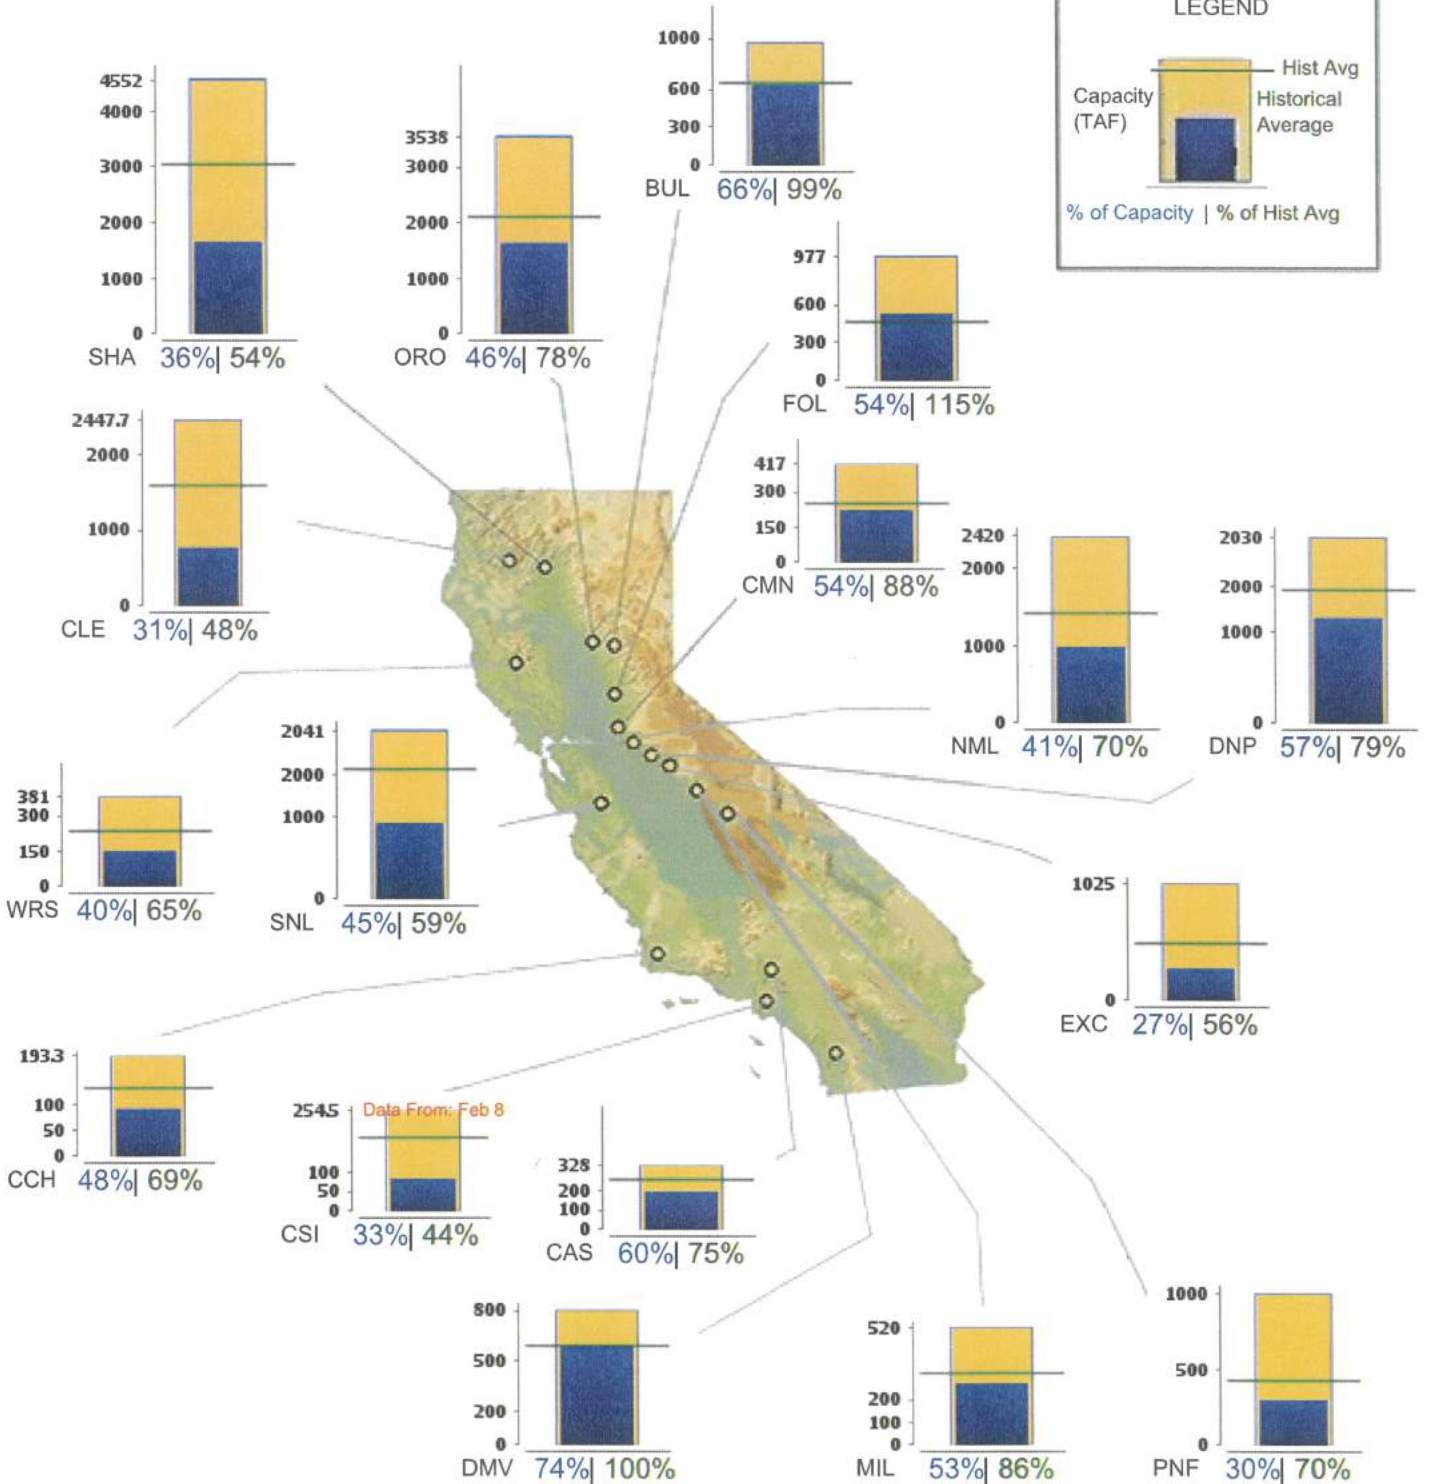 LEGEND
Hist Avg
Capacity
(TAF)
Historical
Average
% of Capacity | % of Hist Avg
4552
4000
3000
2000
1000
0
SHA 36%| 54%
3538
3000
2000
1000
0
ORO 46%| 78%
1000
600
300
0
BUL 66%| 99%
977
600
300
0
FOL 54%| 115%
2447.7
2000
1000
0
CLE 31%| 48%
417
300
150
0
CMN 54%| 88%
2420
2000
1000
0
NML 41%| 70%
2030
2000
1000
0
DNP 57%| 79%
381
300
150
0
WRS 40%| 65%
2041
2000
1000
0
SNL 45%| 59%
1025
0
EXC 27%| 56%
193.3
100
50
0
CCH 48%| 69%
Data From: Feb 8
254.5
100
50
0
CSI 33%| 44%
328
200
100
0
CAS 60%| 75%
800
500
200
0
DMV 74%| 100%
520
200
100
0
MIL 53%| 86%
1000
500
0
PNF 30%| 70%